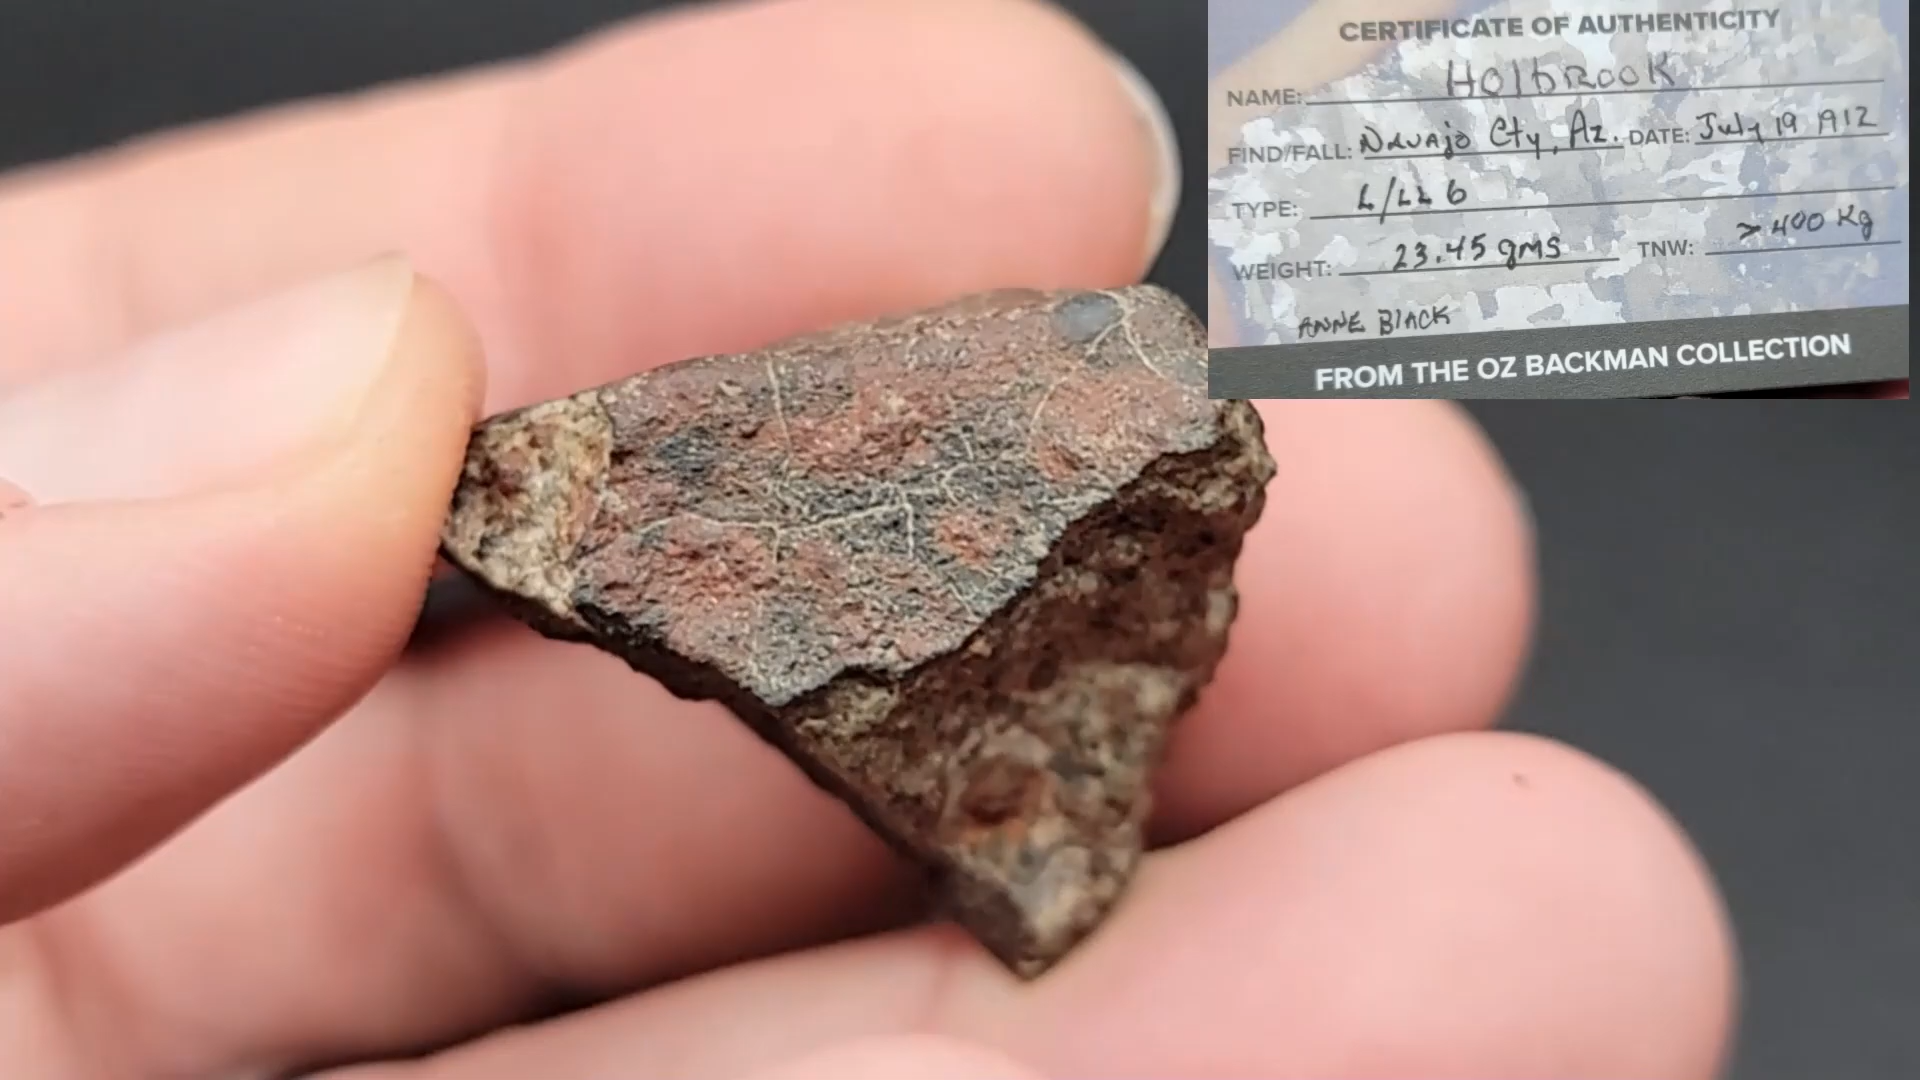 CERTIFICATE OF AUTHENTICITY
NAME: HOlbROOK
FIND/FALL: NAVAjo Cty, Az. DATE: July 19 1912
TYPE: L/LL 6
WEIGHT: 23.45 gms TNW: > 400 Kg
ANNE BlACK
FROM THE OZ BACKMAN COLLECTION